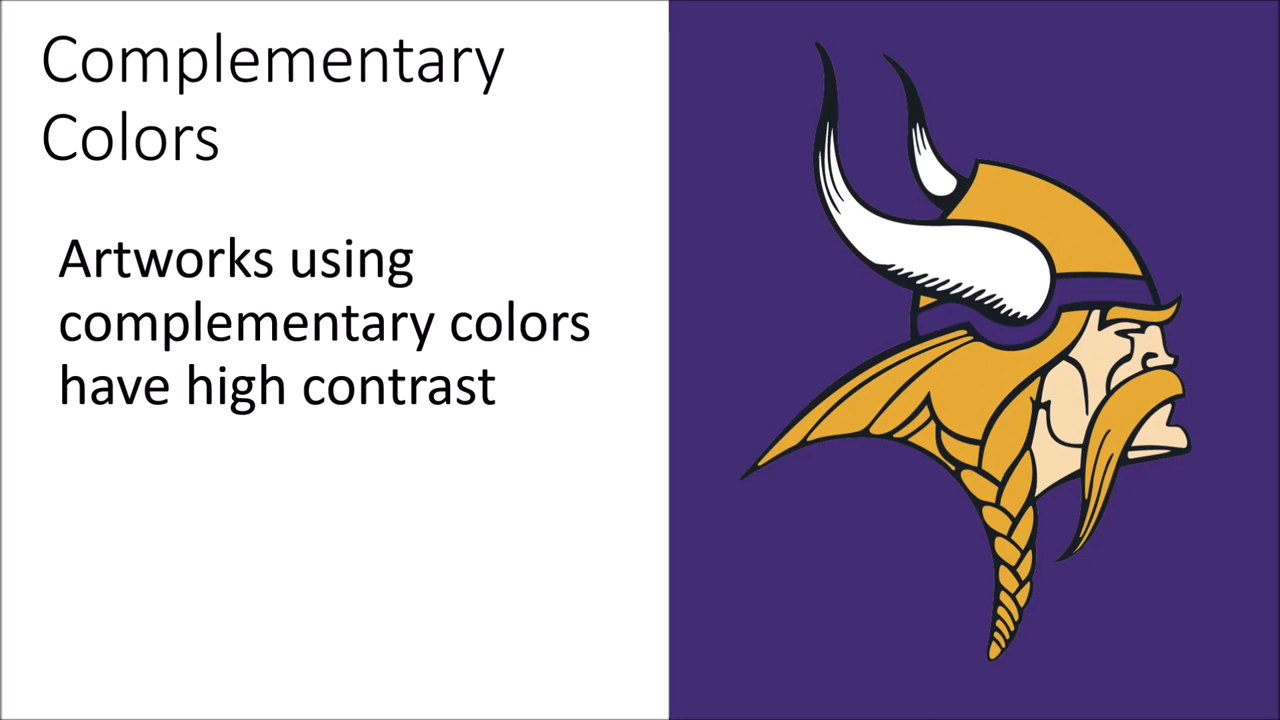 Complementary
Colors
Artworks using
complementary colors
have high contrast